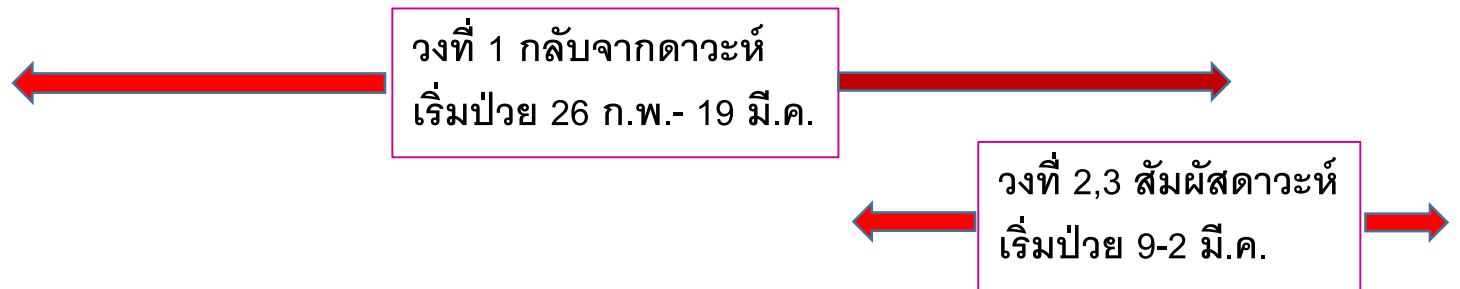 วงที่ 1 กลับจากดาวะห์
เริ่มป่วย 26 ก.พ.- 19 มี.ค.
วงที่ 2,3 สัมผัสดาวะห์
เริ่มป่วย 9-2 มี.ค.